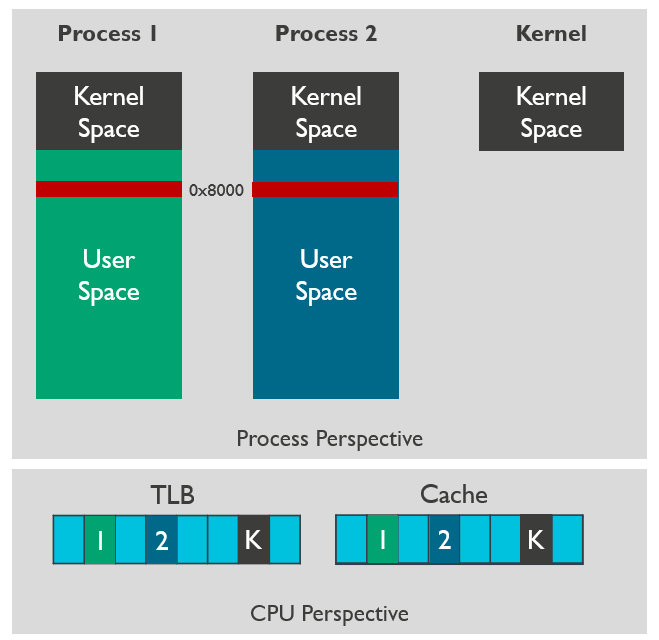 Process 1 Process 2 Kernel
Kernel Space Kernel Space Kernel Space
0x8000
User Space User Space
Process Perspective
TLB Cache
1 2 K 1 2 K
CPU Perspective